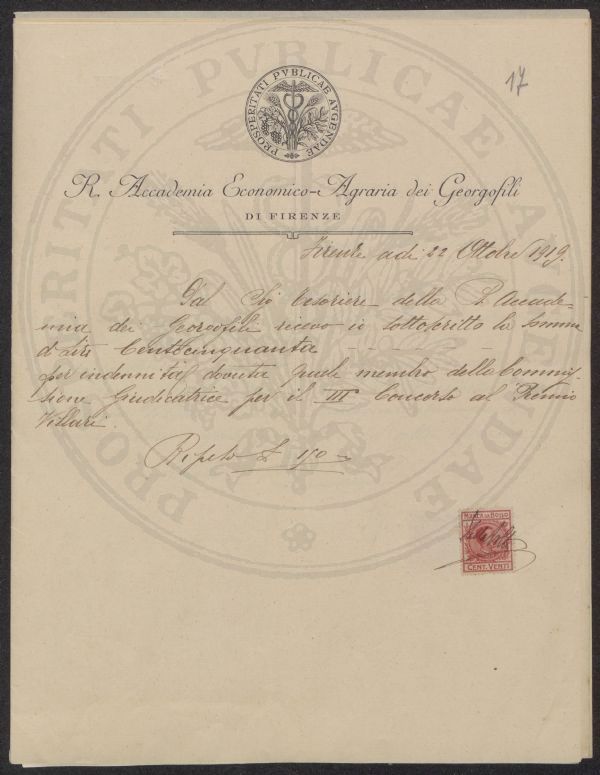 17
PROSPERITATI PVBLICAE AVGENDAE
R. Accademia Economico-Agraria dei Georgofili
DI FIRENZE
Firenze adi 22 Ottobre 1919.
Dal Sig Tesoriere della R. Accade-
mia dei Georgofili ricevo io sottoscritto la somma
di Lire Centocinquanta
per indennità dovuta quale membro della Commis-
sione Giudicatrice per il III Concorso al Premio
Villari.
Ripeto £ 150 –
MARCA DA BOLLO
CENT. VENTI